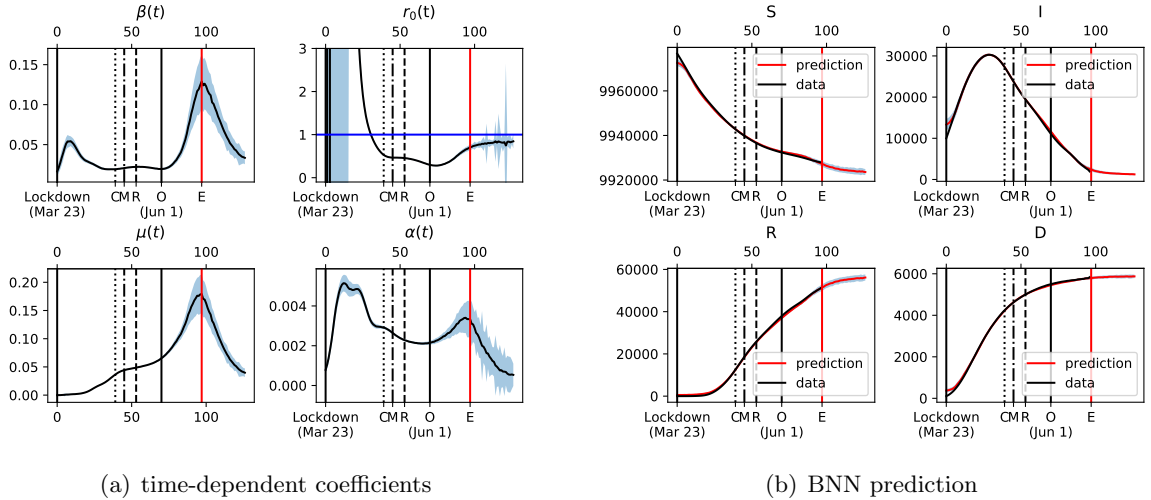 β(t)
0 50 100
0.15
0.10
0.05
Lockdown CM R O E
(Mar 23) (Jun 1)
r₀(t)
0 50 100
3
2
1
0
Lockdown CM R O E
(Mar 23) (Jun 1)
μ(t)
0 50 100
0.20
0.15
0.10
0.05
0.00
Lockdown CM R O E
(Mar 23) (Jun 1)
α(t)
0 50 100
0.004
0.002
0.000
Lockdown CM R O E
(Mar 23) (Jun 1)
(a) time-dependent coefficients
S
0 50 100
prediction
data
9960000
9940000
9920000
Lockdown CM R O E
(Mar 23) (Jun 1)
I
0 50 100
prediction
data
30000
20000
10000
0
Lockdown CM R O E
(Mar 23) (Jun 1)
R
0 50 100
60000
40000
20000
0
prediction
data
Lockdown CM R O E
(Mar 23) (Jun 1)
D
0 50 100
6000
4000
2000
0
prediction
data
Lockdown CM R O E
(Mar 23) (Jun 1)
(b) BNN prediction